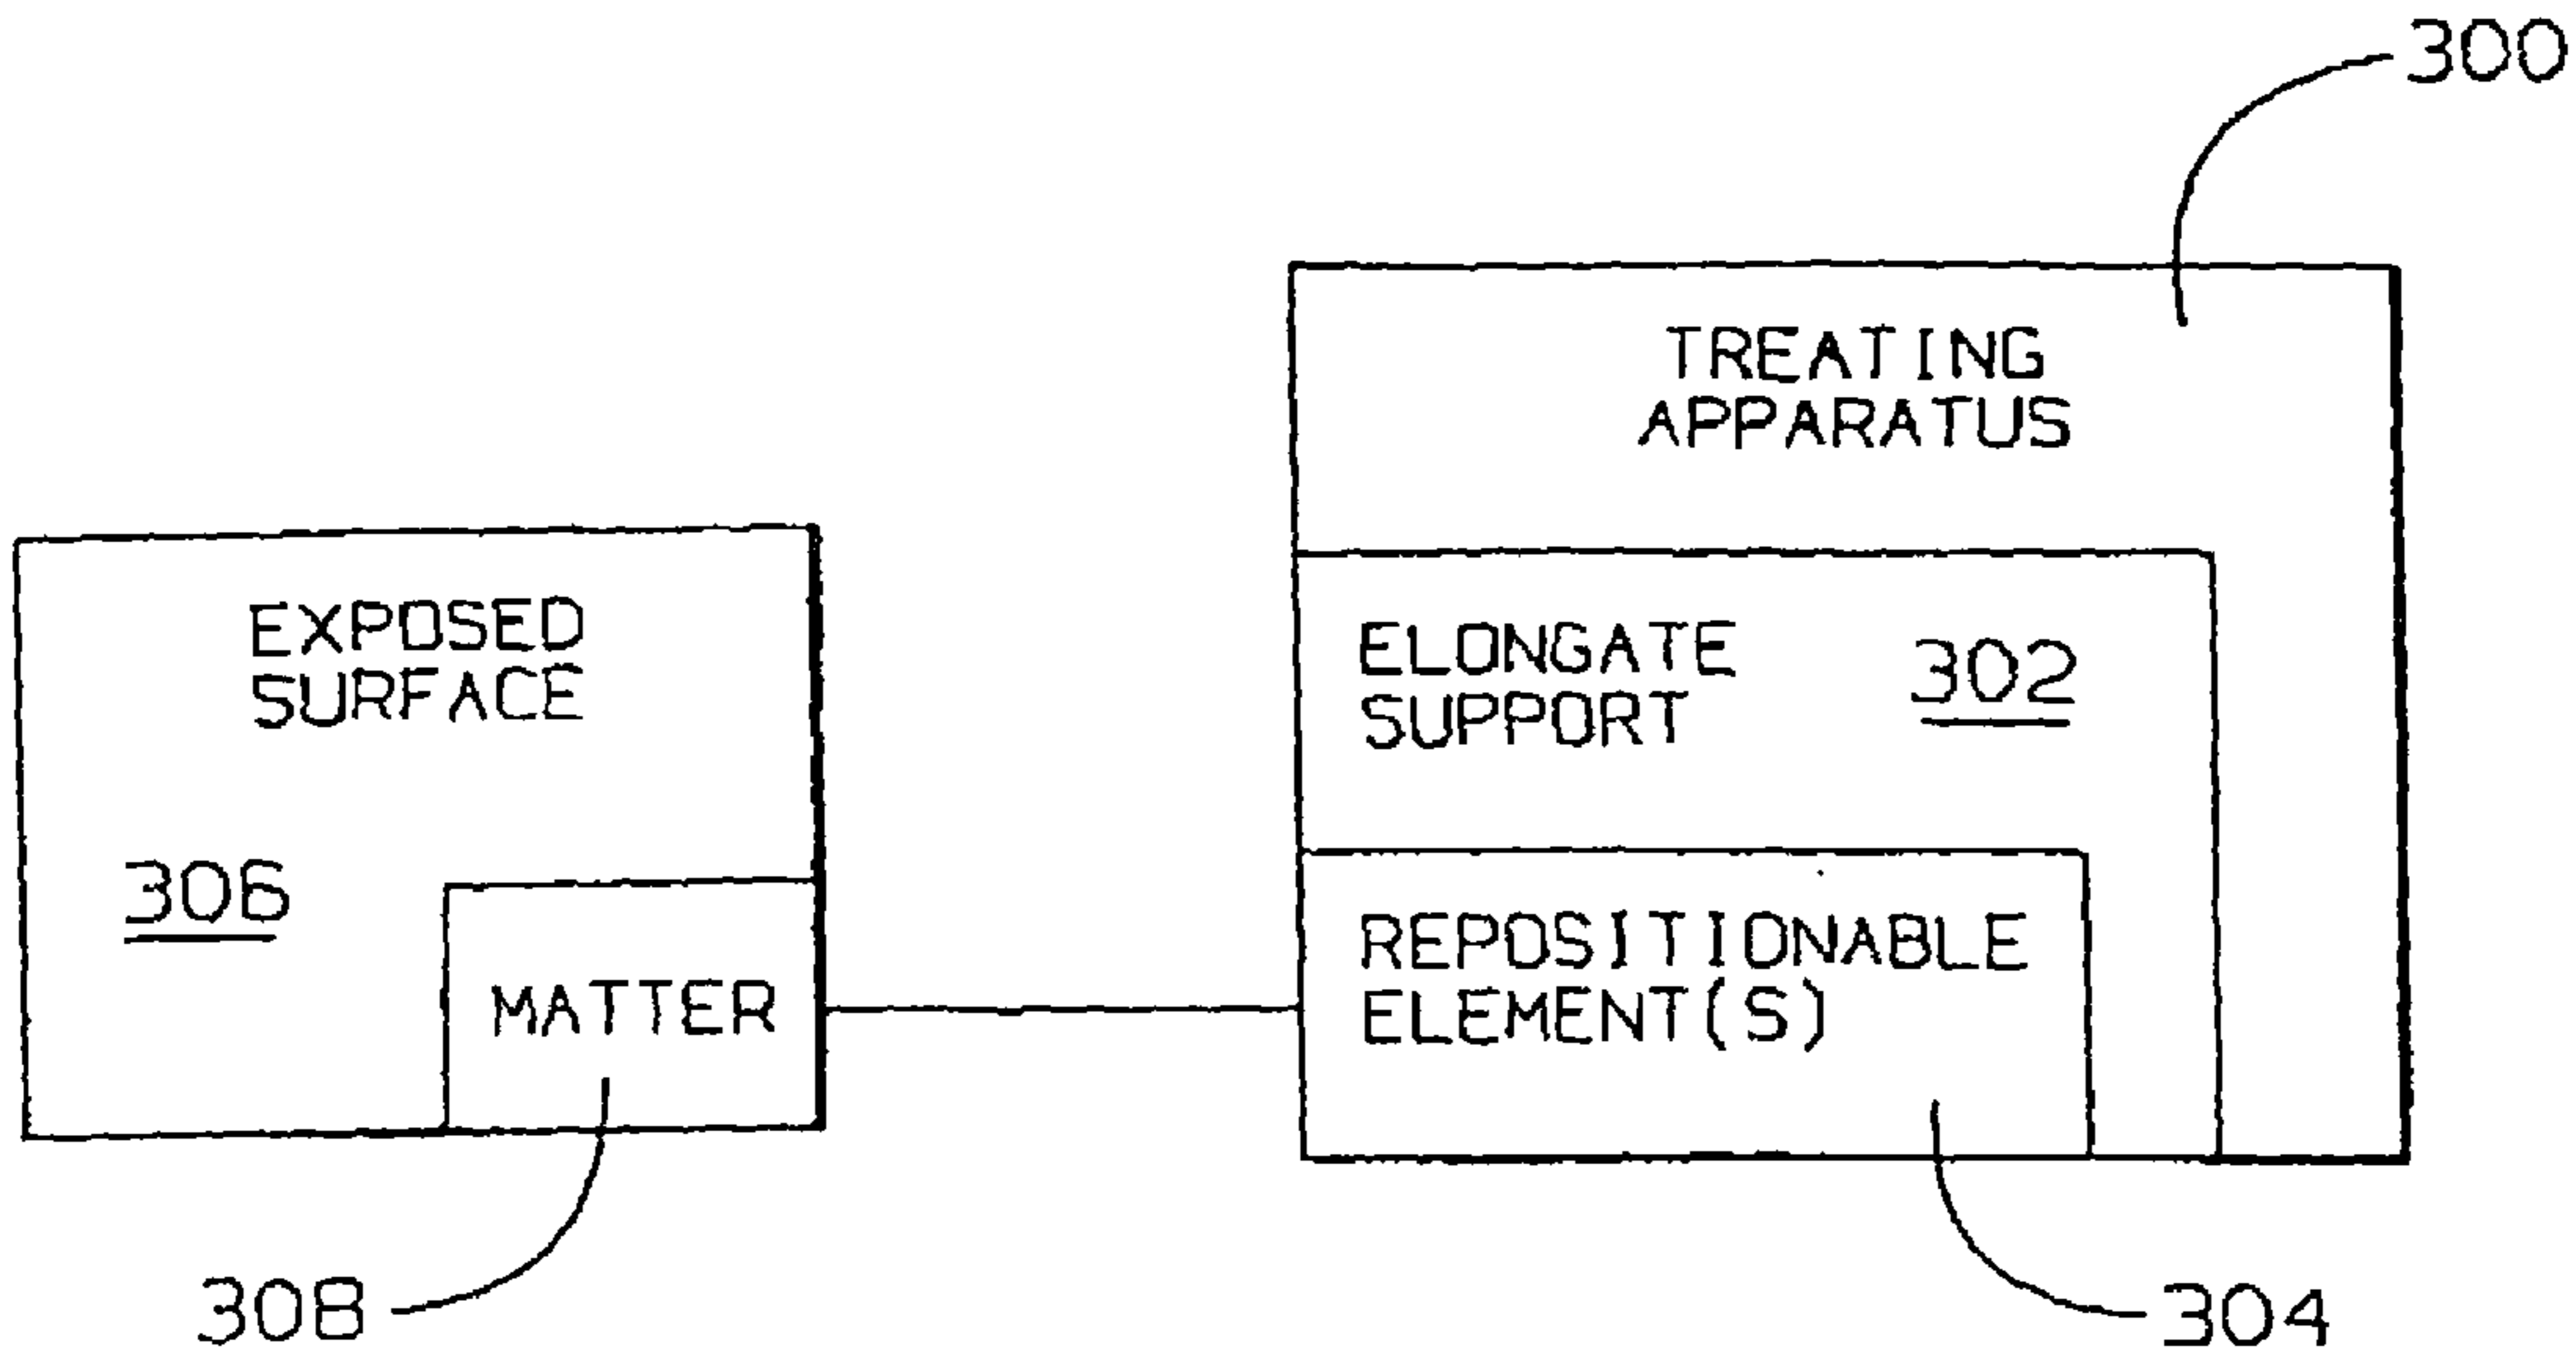 300
TREATING
APPARATUS
EXPOSED
SURFACE
306
MATTER
308
ELONGATE
SUPPORT
302
REPOSITIONABLE
ELEMENT(S)
304